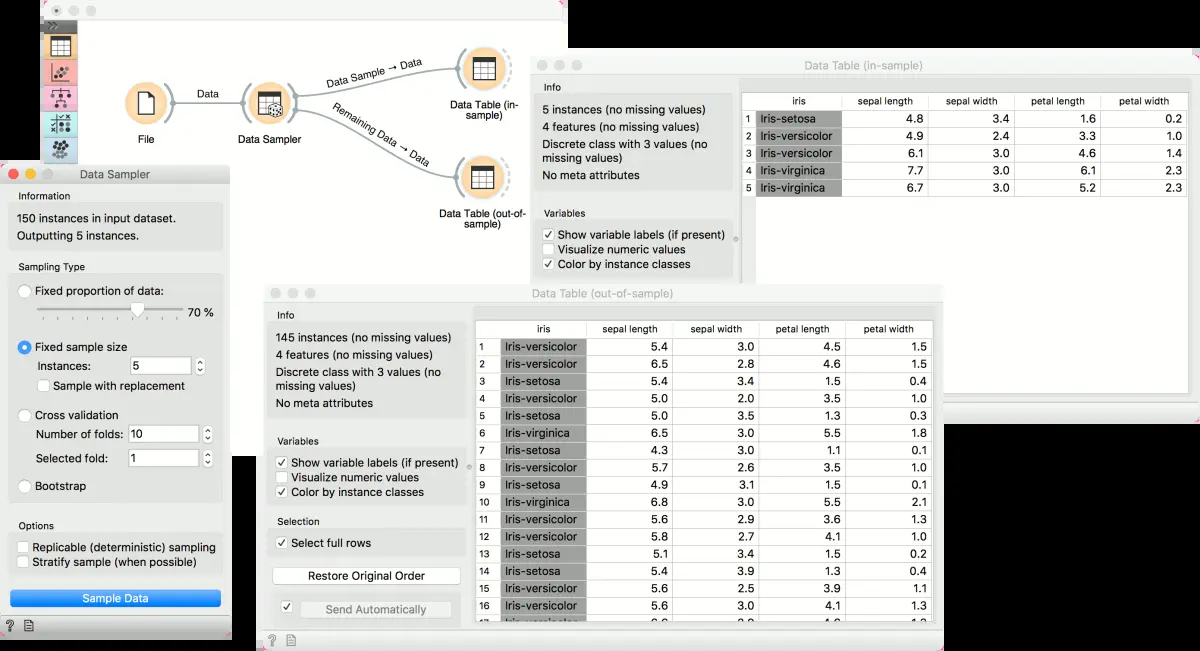 File
Data
Data Sampler
Data Sample → Data
Remaining Data → Data
Data Table (in-
sample)
Data Table (out-of-
sample)
Data Sampler
Information
150 instances in input dataset.
Outputting 5 instances.
Sampling Type
Fixed proportion of data:
70 %
Fixed sample size
Instances: 5
Sample with replacement
Cross validation
Number of folds: 10
Selected fold: 1
Bootstrap
Options
Replicable (deterministic) sampling
Stratify sample (when possible)
Sample Data
?
Data Table (in-sample)
Info
5 instances (no missing values)
4 features (no missing values)
Discrete class with 3 values (no
missing values)
No meta attributes
Variables
Show variable labels (if present)
Visualize numeric values
Color by instance classes
iris sepal length sepal width petal length petal width
1 Iris-setosa 4.8 3.4 1.6 0.2
2 Iris-versicolor 4.9 2.4 3.3 1.0
3 Iris-versicolor 6.1 3.0 4.6 1.4
4 Iris-virginica 7.7 3.0 6.1 2.3
5 Iris-virginica 6.7 3.0 5.2 2.3
Data Table (out-of-sample)
Info
145 instances (no missing values)
4 features (no missing values)
Discrete class with 3 values (no
missing values)
No meta attributes
Variables
Show variable labels (if present)
Visualize numeric values
Color by instance classes
Selection
Select full rows
Restore Original Order
Send Automatically
?
iris sepal length sepal width petal length petal width
1 Iris-versicolor 5.4 3.0 4.5 1.5
2 Iris-versicolor 6.5 2.8 4.6 1.5
3 Iris-setosa 5.4 3.4 1.5 0.4
4 Iris-versicolor 5.0 2.0 3.5 1.0
5 Iris-setosa 5.0 3.5 1.3 0.3
6 Iris-virginica 6.5 3.0 5.5 1.8
7 Iris-setosa 4.3 3.0 1.1 0.1
8 Iris-versicolor 5.7 2.6 3.5 1.0
9 Iris-setosa 4.9 3.1 1.5 0.1
10 Iris-virginica 6.8 3.0 5.5 2.1
11 Iris-versicolor 5.6 2.9 3.6 1.3
12 Iris-versicolor 5.8 2.7 4.1 1.0
13 Iris-setosa 5.1 3.4 1.5 0.2
14 Iris-setosa 5.4 3.9 1.3 0.4
15 Iris-versicolor 5.6 2.5 3.9 1.1
16 Iris-versicolor 5.6 3.0 4.1 1.3